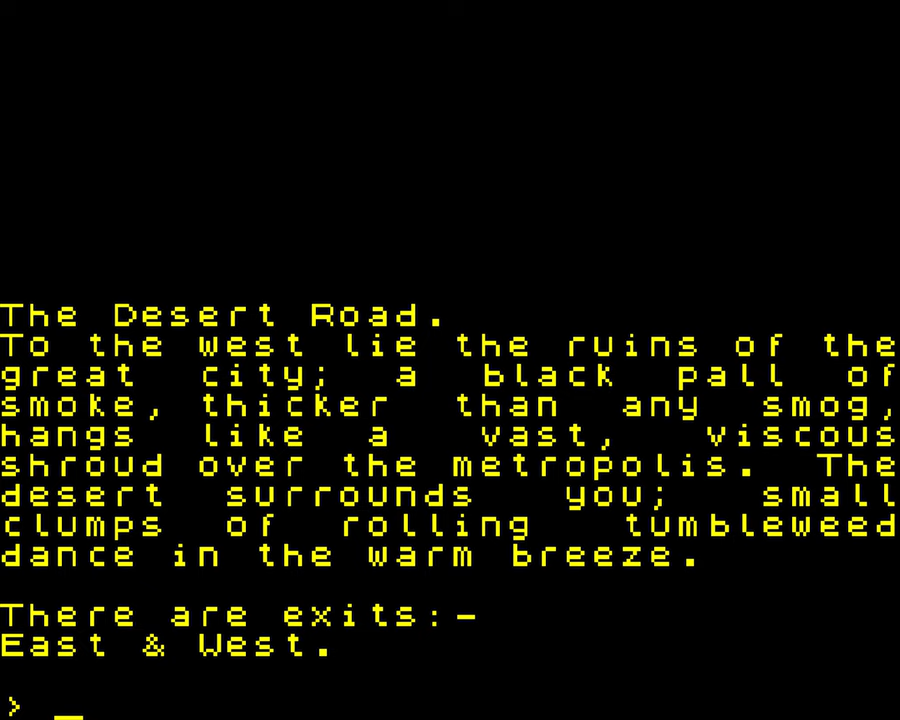 The Desert Road.
To the west lie the ruins of the
great city; a black pall of
smoke, thicker than any smog,
hangs like a vast, viscous
shroud over the metropolis. The
desert surrounds you; small
clumps of rolling tumbleweed
dance in the warm breeze.
There are exits:-
East & West.
> _